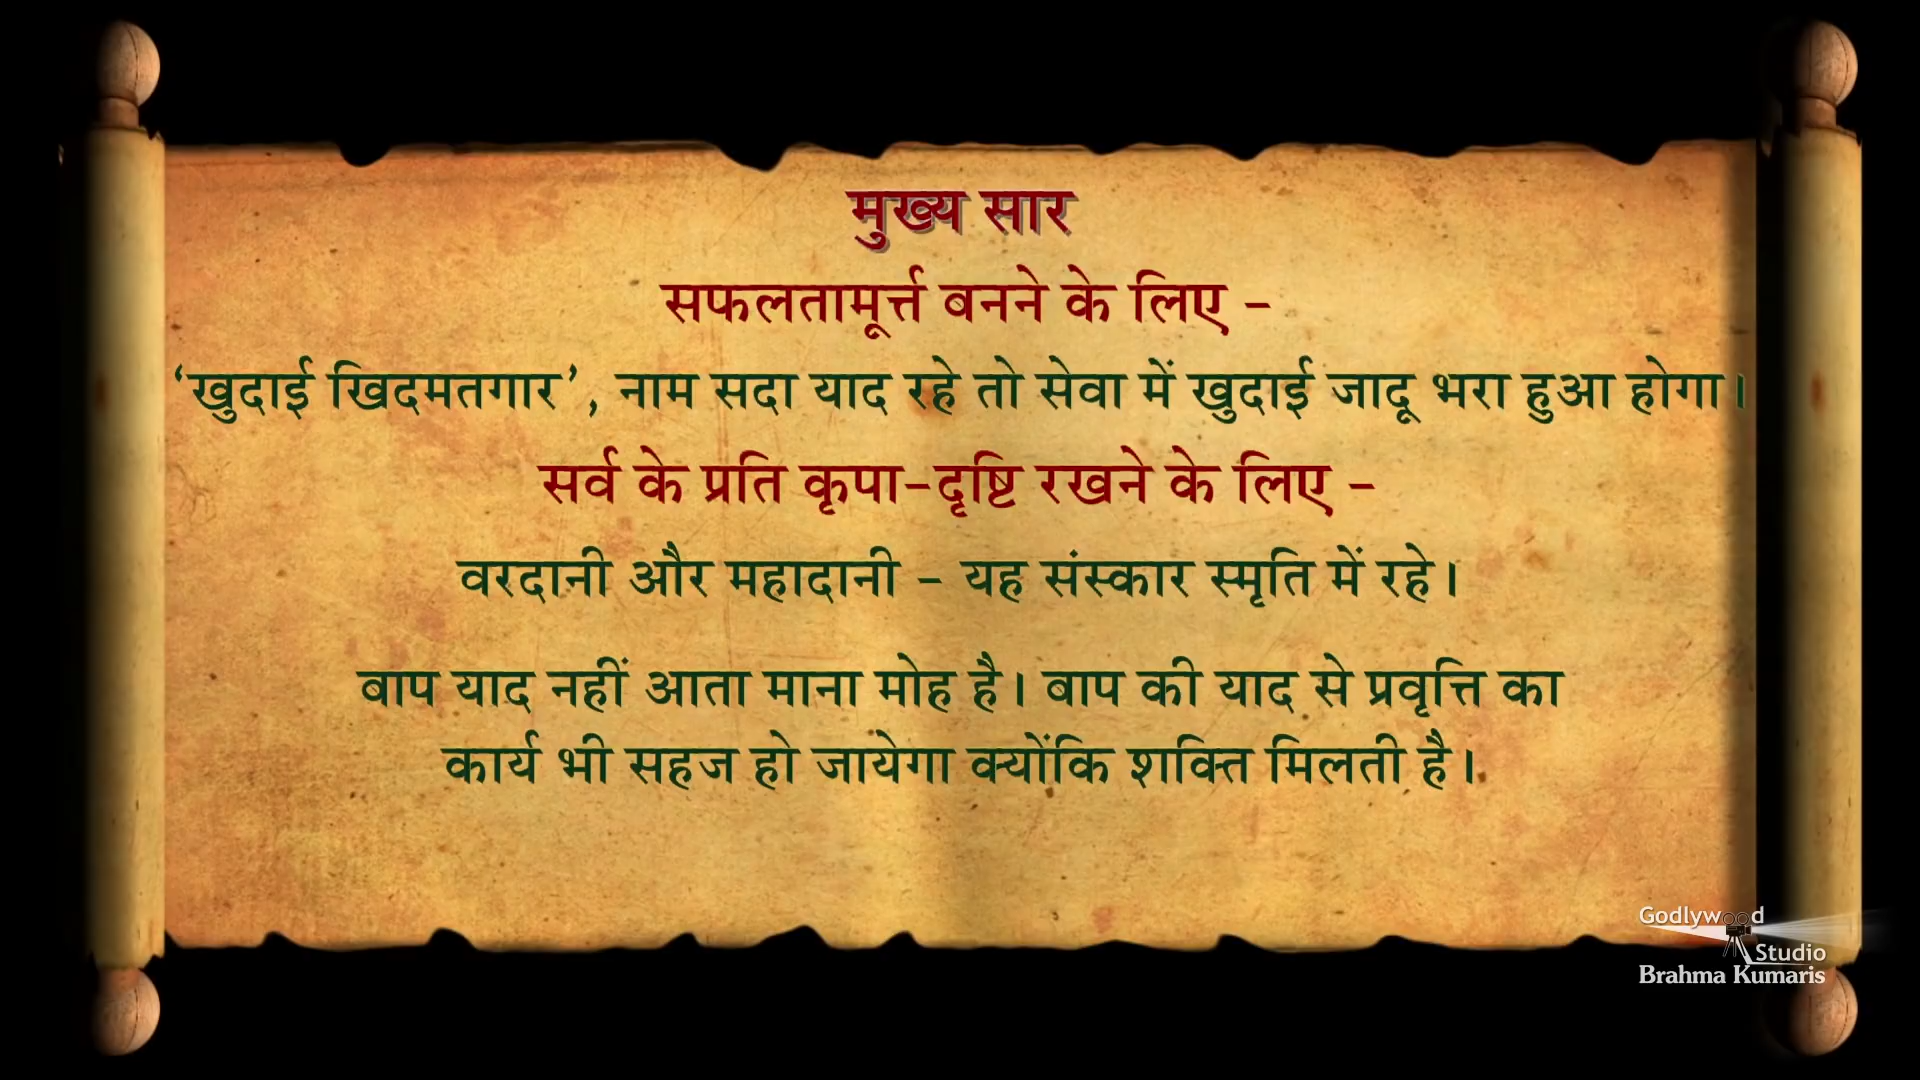 मुख्य सार
सफलतामूर्त्त बनने के लिए –
‘खुदाई खिदमतगार’, नाम सदा याद रहे तो सेवा में खुदाई जादू भरा हुआ होगा।
सर्व के प्रति कृपा-दृष्टि रखने के लिए –
वरदानी और महादानी – यह संस्कार स्मृति में रहे।
बाप याद नहीं आता माना मोह है। बाप की याद से प्रवृत्ति का
कार्य भी सहज हो जायेगा क्योंकि शक्ति मिलती है।
Godlywood
Studio
Brahma Kumaris